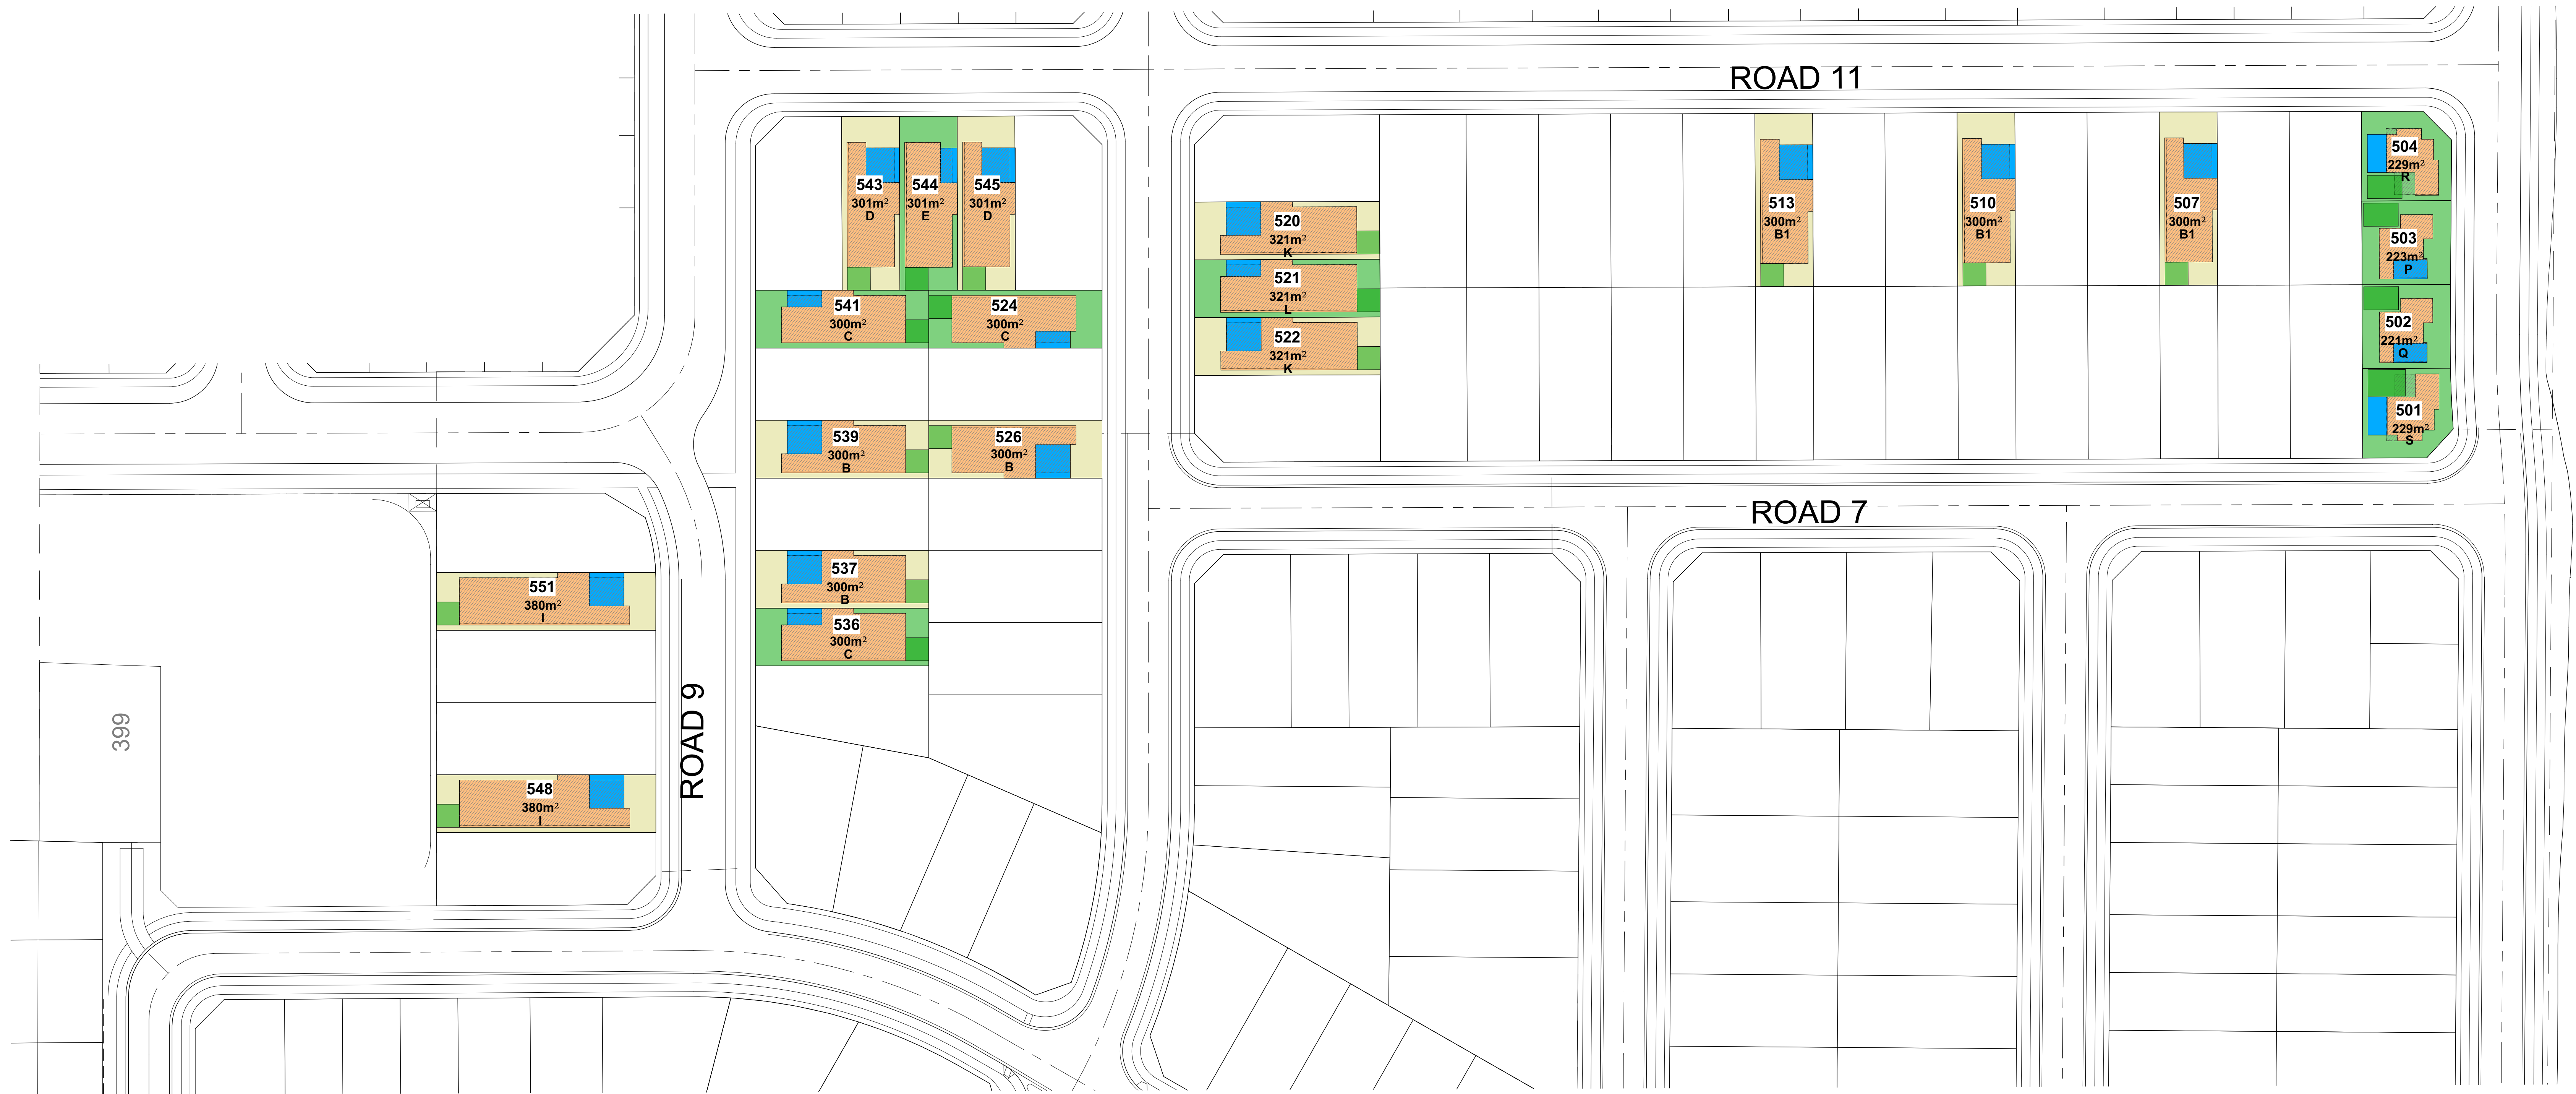 ROAD 11
504
229m²
R
543
301m²
D
544
301m²
E
545
301m²
D
513
300m²
B1
510
300m²
B1
507
300m²
B1
520
321m²
K
503
223m²
P
521
321m²
L
541
300m²
C
524
300m²
C
522
321m²
K
502
221m²
Q
501
229m²
S
539
300m²
B
526
300m²
B
ROAD 7
537
300m²
B
551
380m²
I
536
300m²
C
ROAD 9
399
548
380m²
I